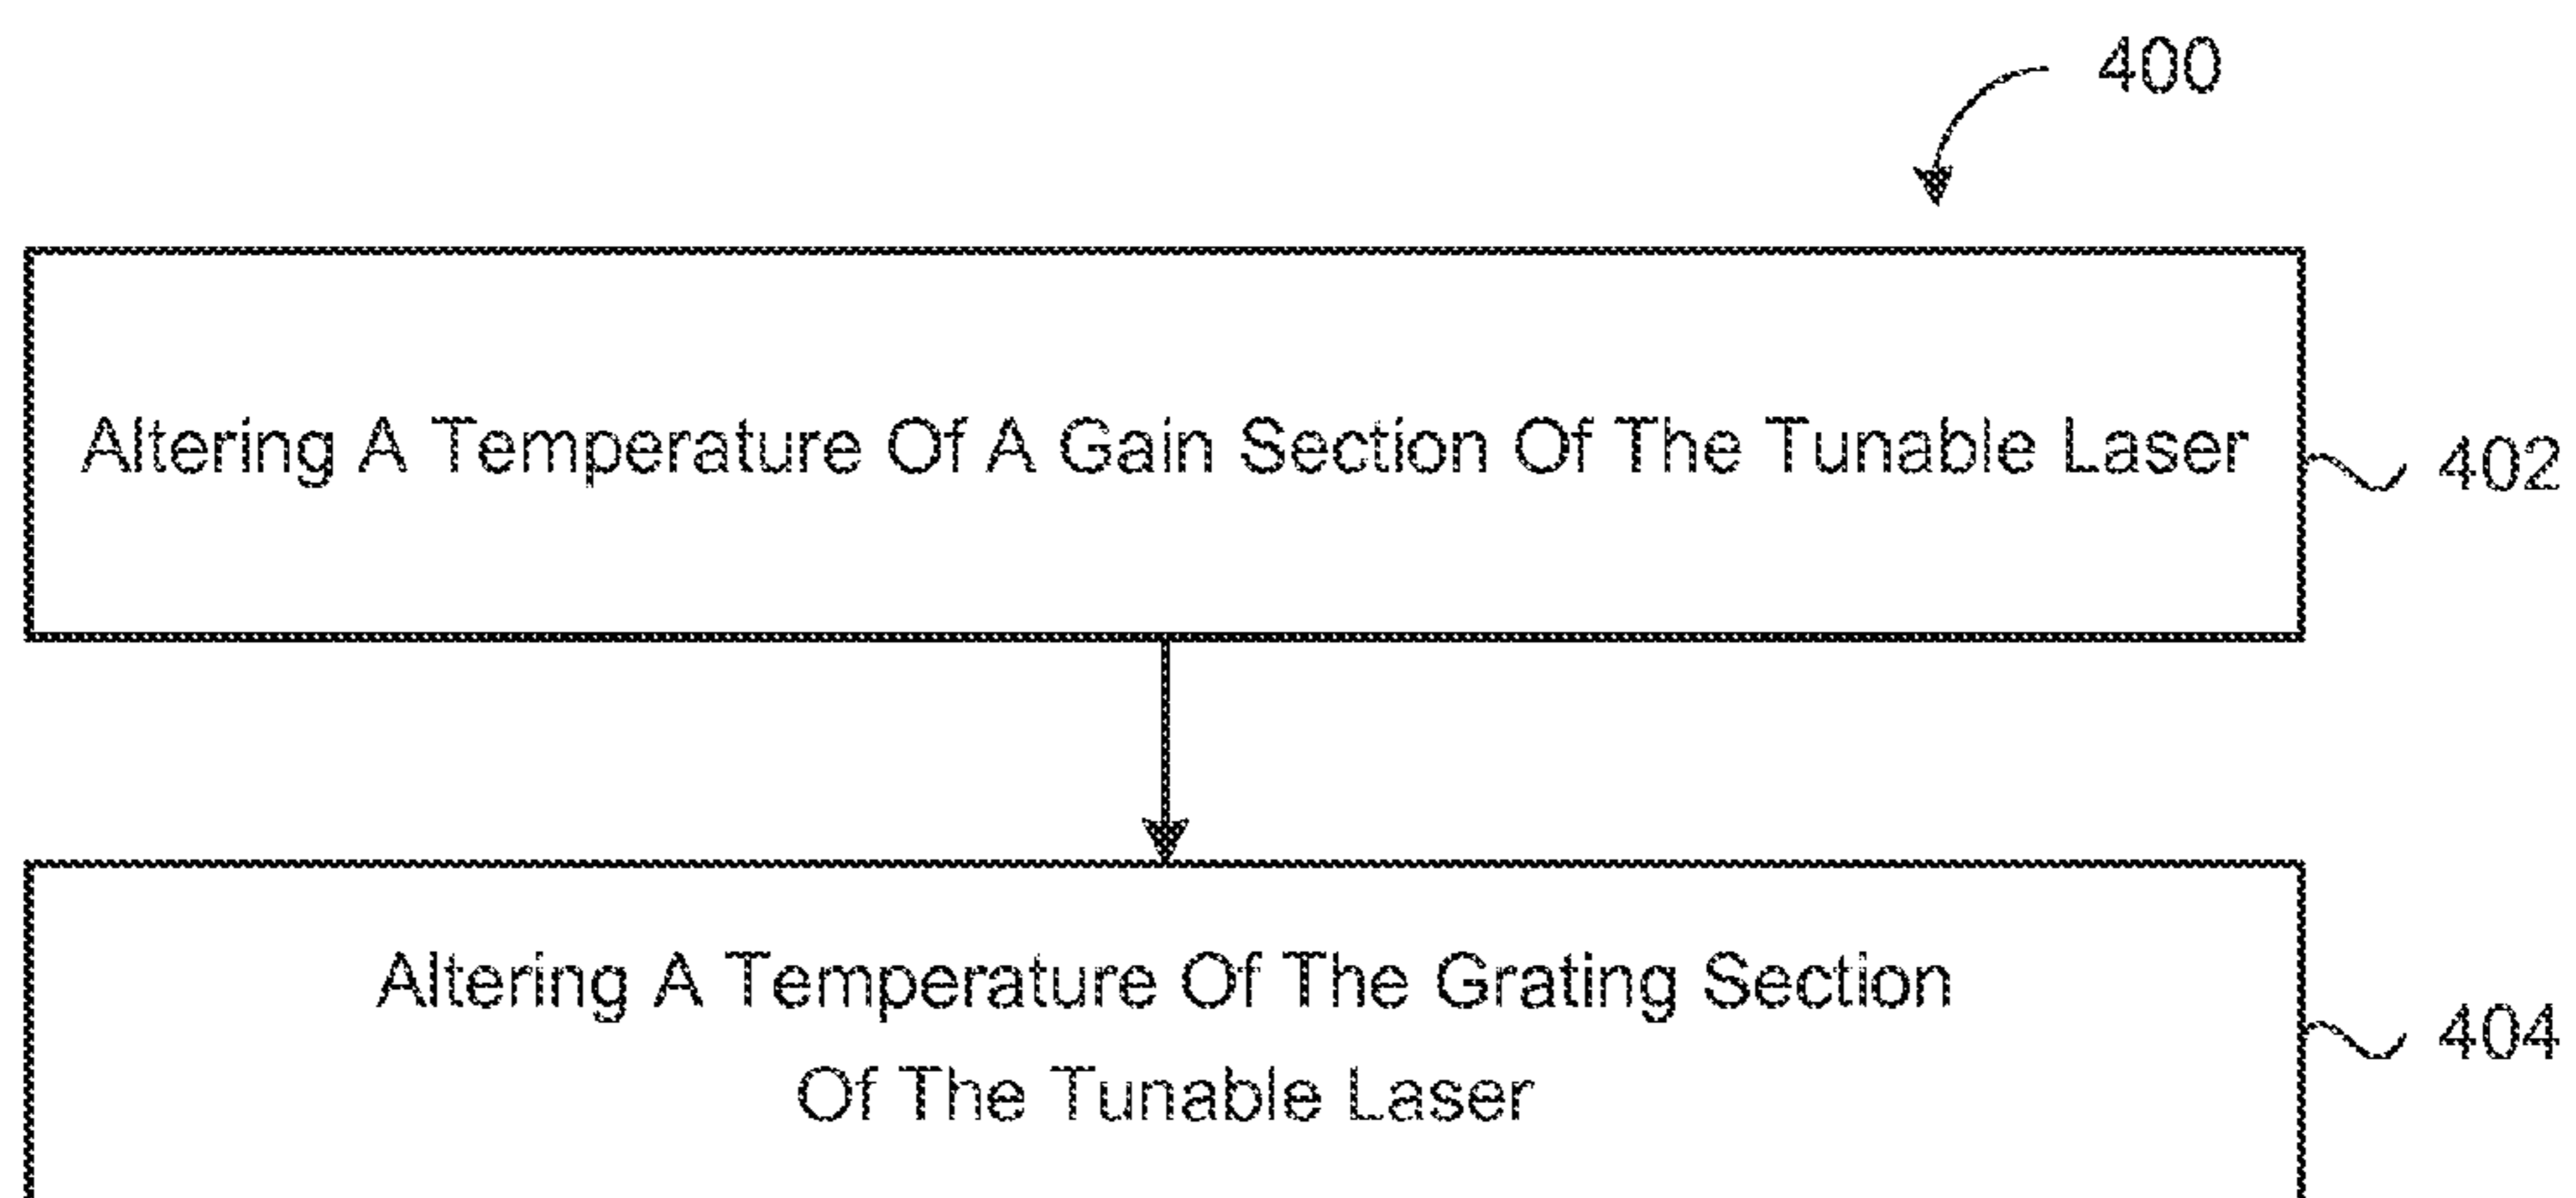 400
Altering A Temperature Of A Gain Section Of The Tunable Laser
402
Altering A Temperature Of The Grating Section
Of The Tunable Laser
404